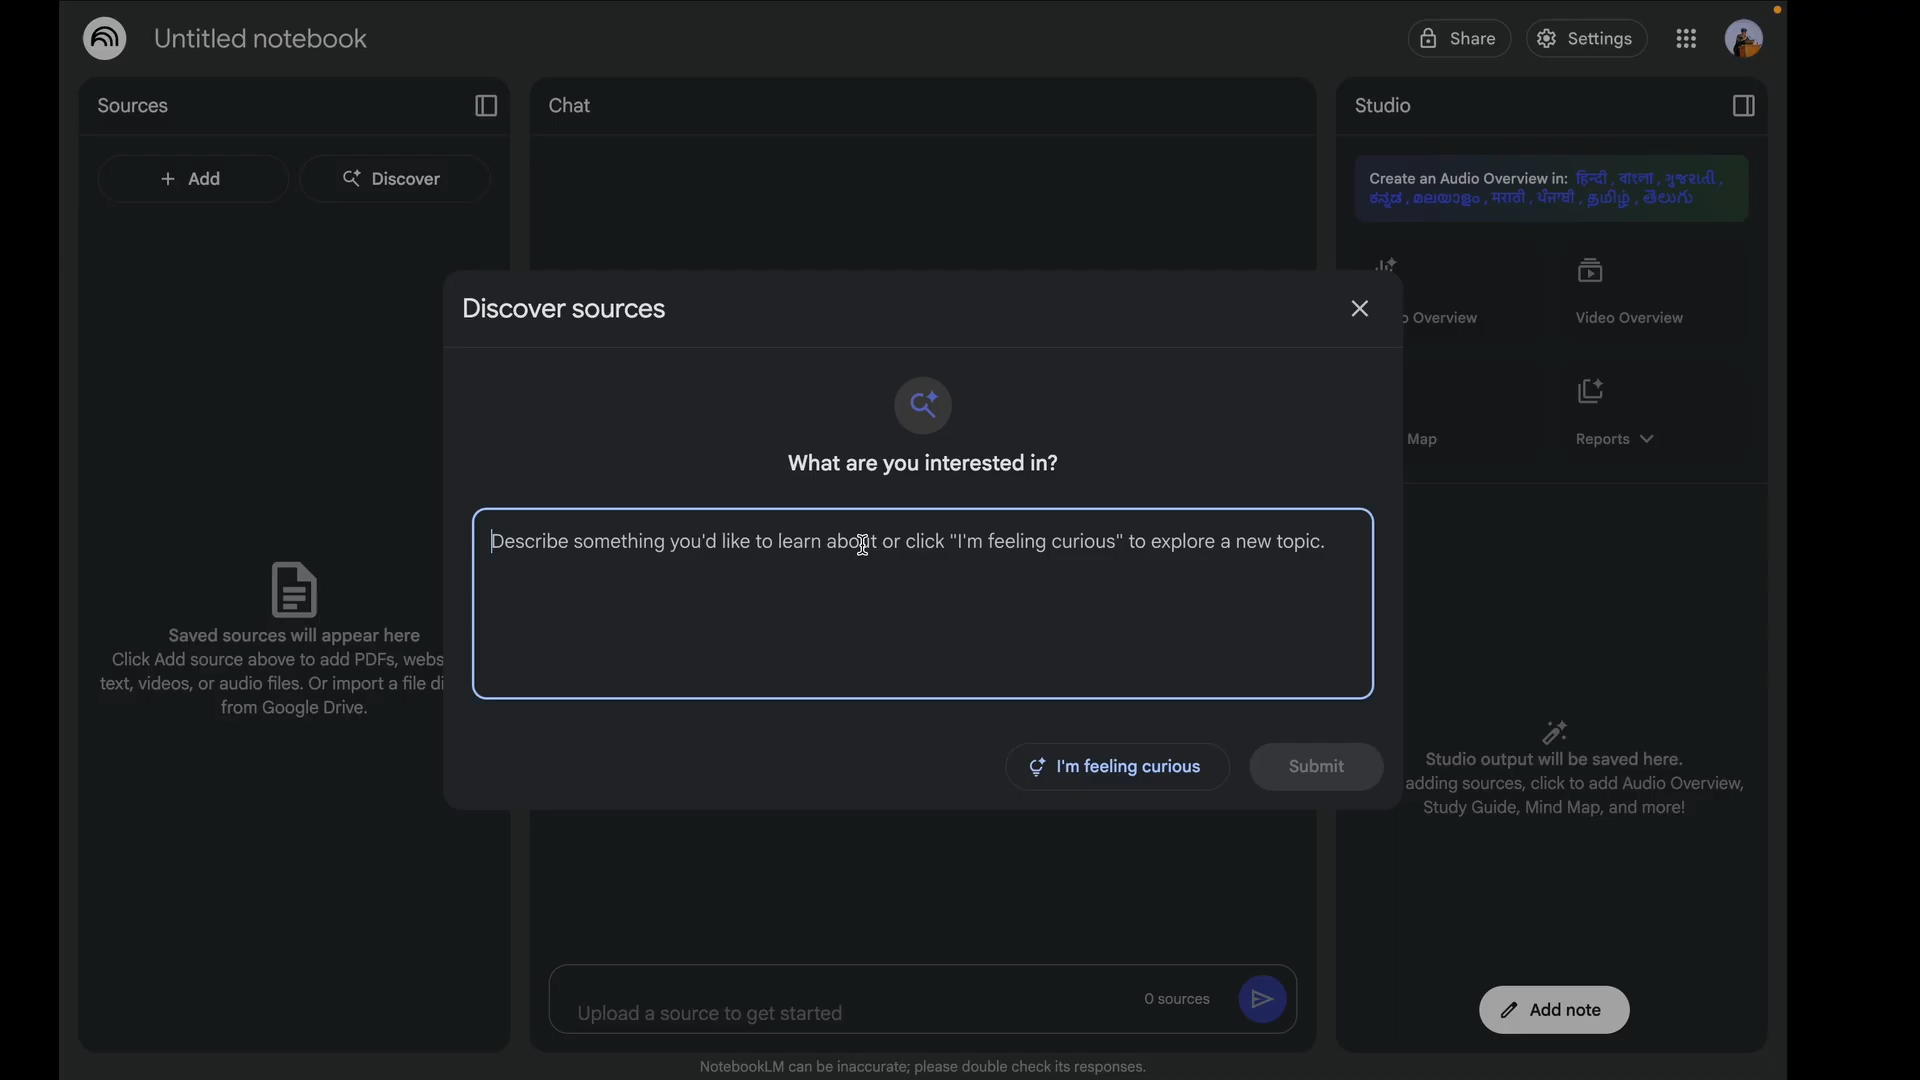 Untitled notebook
Share
Settings
Sources
Chat
Studio
Add
Discover
Create an Audio Overview in: हिन्दी , বাংলা , ગુજરાતી ,
ಕನ್ನಡ , മലയാളം , मराठी , ਪੰਜਾਬੀ , தமிழ் , తెలుగు
Discover sources
Overview
Video Overview
Map
Reports
What are you interested in?
Describe something you'd like to learn about or click "I'm feeling curious" to explore a new topic.
Saved sources will appear here
Click Add source above to add PDFs, webs
text, videos, or audio files. Or import a file di
from Google Drive.
I'm feeling curious
Submit
Studio output will be saved here.
adding sources, click to add Audio Overview,
Study Guide, Mind Map, and more!
Upload a source to get started
0 sources
Add note
NotebookLM can be inaccurate; please double check its responses.